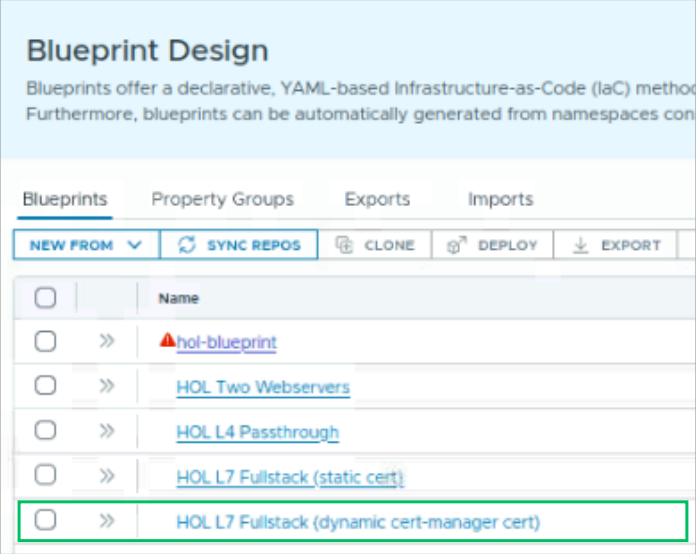 Blueprint Design
Blueprints offer a declarative, YAML-based Infrastructure-as-Code (IaC)
Furthermore, blueprints can be automatically generated from namespaces
Blueprints Property Groups Exports Imports
NEW FROM SYNC REPOS CLONE DEPLOY EXPORT
Name
hol-blueprint
HOL Two Webservers
HOL L4 Passthrough
HOL L7 Fullstack (static cert)
HOL L7 Fullstack (dynamic cert-manager cert)